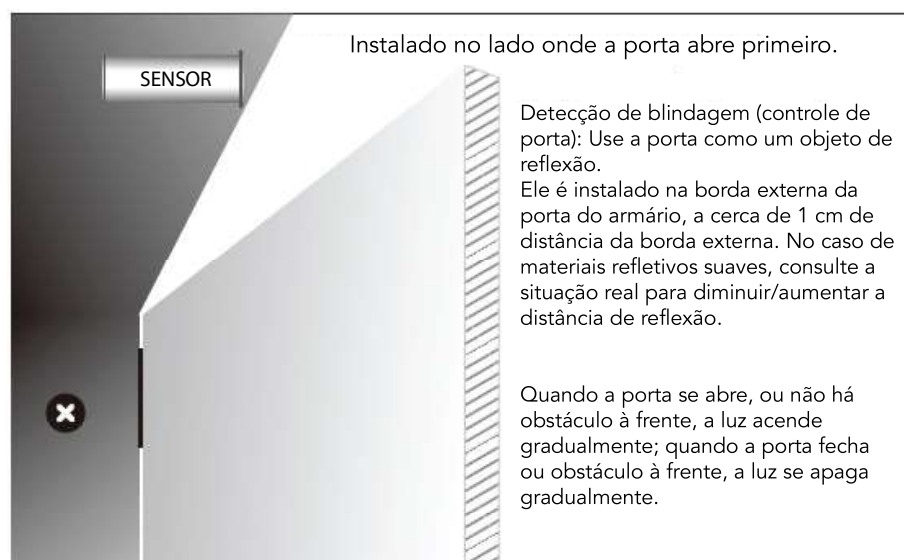 Instalado no lado onde a porta abre primeiro.
SENSOR
Detecção de blindagem (controle de
porta): Use a porta como um objeto de
reflexão.
Ele é instalado na borda externa da
porta do armário, a cerca de 1 cm de
distância da borda externa. No caso de
materiais refletivos suaves, consulte a
situação real para diminuir/aumentar a
distância de reflexão.
Quando a porta se abre, ou não há
obstáculo à frente, a luz acende
gradualmente; quando a porta fecha
ou obstáculo à frente, a luz se apaga
gradualmente.